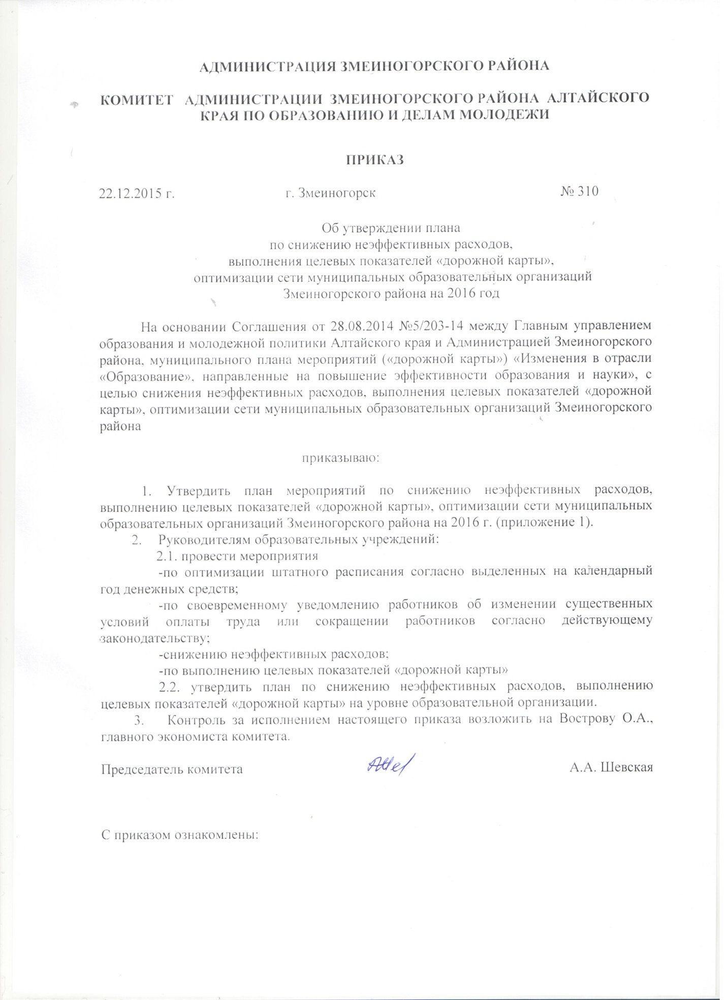 АДМИНИСТРАЦИЯ ЗМЕИНОГОРСКОГО РАЙОНА
КОМИТЕТ АДМИНИСТРАЦИИ ЗМЕИНОГОРСКОГО РАЙОНА АЛТАЙСКОГО
КРАЯ ПО ОБРАЗОВАНИЮ И ДЕЛАМ МОЛОДЕЖИ
ПРИКАЗ
22.12.2015 г. г. Змеиногорск № 310
Об утверждении плана
по снижению неэффективных расходов,
выполнения целевых показателей «дорожной карты»,
оптимизации сети муниципальных образовательных организаций
Змеиногорского района на 2016 год
На основании Соглашения от 28.08.2014 №5/203-14 между Главным управлением
образования и молодежной политики Алтайского края и Администрацией Змеиногорского
района, муниципального плана мероприятий («дорожной карты») «Изменения в отрасли
«Образование», направленные на повышение эффективности образования и науки», с
целью снижения неэффективных расходов, выполнения целевых показателей «дорожной
карты», оптимизации сети муниципальных образовательных организаций Змеиногорского
района
приказываю:
1. Утвердить план мероприятий по снижению неэффективных расходов,
выполнению целевых показателей «дорожной карты», оптимизации сети муниципальных
образовательных организаций Змеиногорского района на 2016 г. (приложение 1).
2. Руководителям образовательных учреждений:
2.1. провести мероприятия
-по оптимизации штатного расписания согласно выделенных на календарный
год денежных средств;
-по своевременному уведомлению работников об изменении существенных
условий оплаты труда или сокращении работников согласно действующему
законодательству;
-снижению неэффективных расходов;
-по выполнению целевых показателей «дорожной карты»
2.2. утвердить план по снижению неэффективных расходов, выполнению
целевых показателей «дорожной карты» на уровне образовательной организации.
3. Контроль за исполнением настоящего приказа возложить на Вострову О.А.,
главного экономиста комитета.
Председатель комитета А.А. Шевская
С приказом ознакомлены: